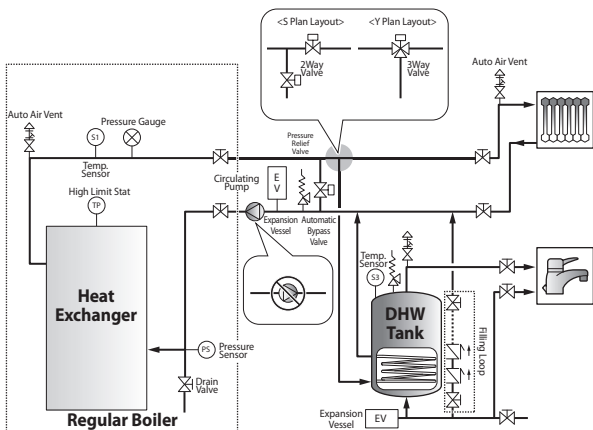 <S Plan Layout>
<Y Plan Layout>
2Way
Valve
3Way
Valve
Auto Air Vent
Auto Air Vent
Pressure Gauge
S1
Temp.
Sensor
Pressure
Relief
Valve
High Limit Stat
TP
Circulating
Pump
E
V
Expansion
Vessel
Automatic
Bypass
Valve
Temp.
Sensor
S3
Heat
Exchanger
DHW
Tank
Filling Loop
PS
Pressure
Sensor
Drain
Valve
Expansion
Vessel
EV
Regular Boiler